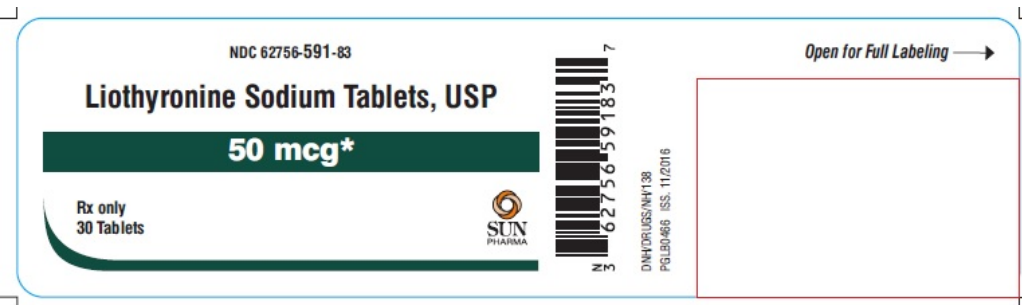 NDC 62756-591-83
Liothyronine Sodium Tablets, USP
50 mcg*
Rx only
30 Tablets
SUN
PHARMA
N
3 62756 59183 7
DNH/DRUGS/NH/138
PGLB0466 ISS. 11/2016
Open for Full Labeling